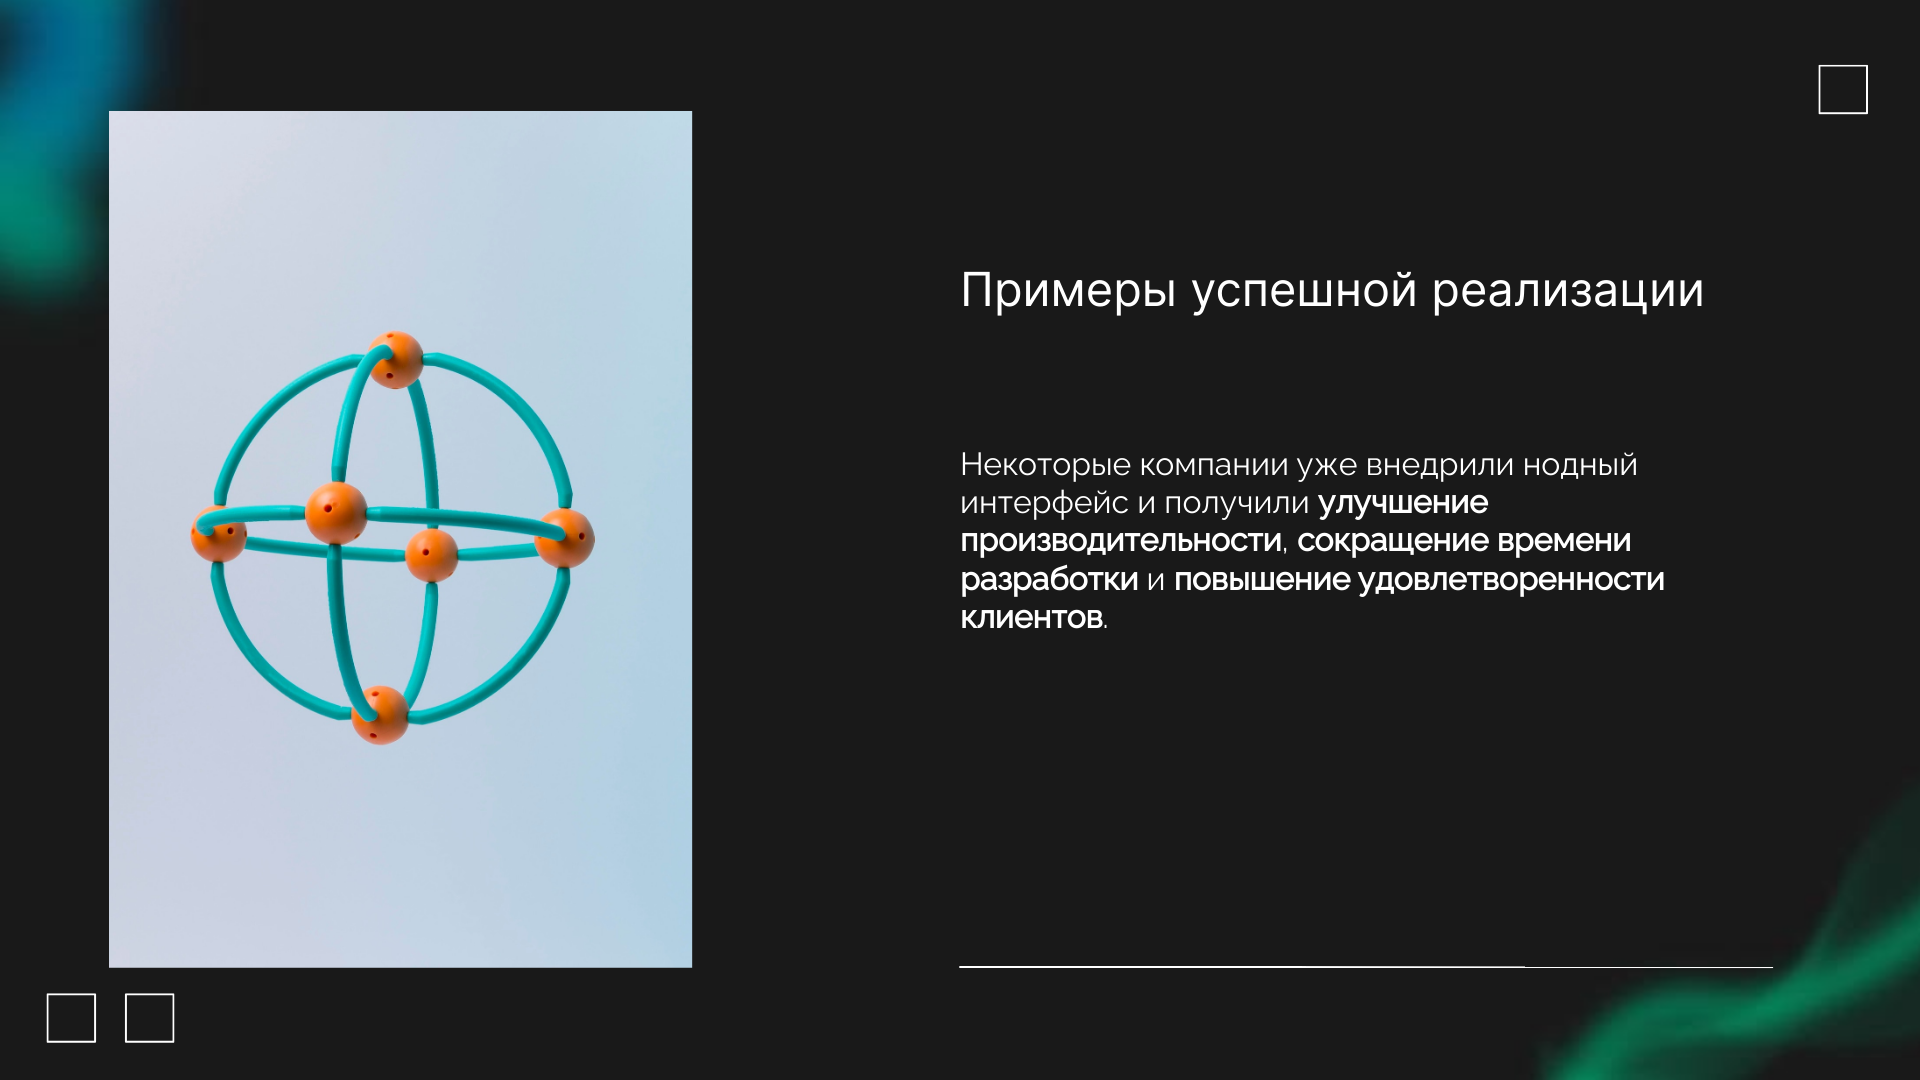 Примеры успешной реализации
Некоторые компании уже внедрили нодный
интерфейс и получили улучшение
производительности, сокращение времени
разработки и повышение удовлетворенности
клиентов.